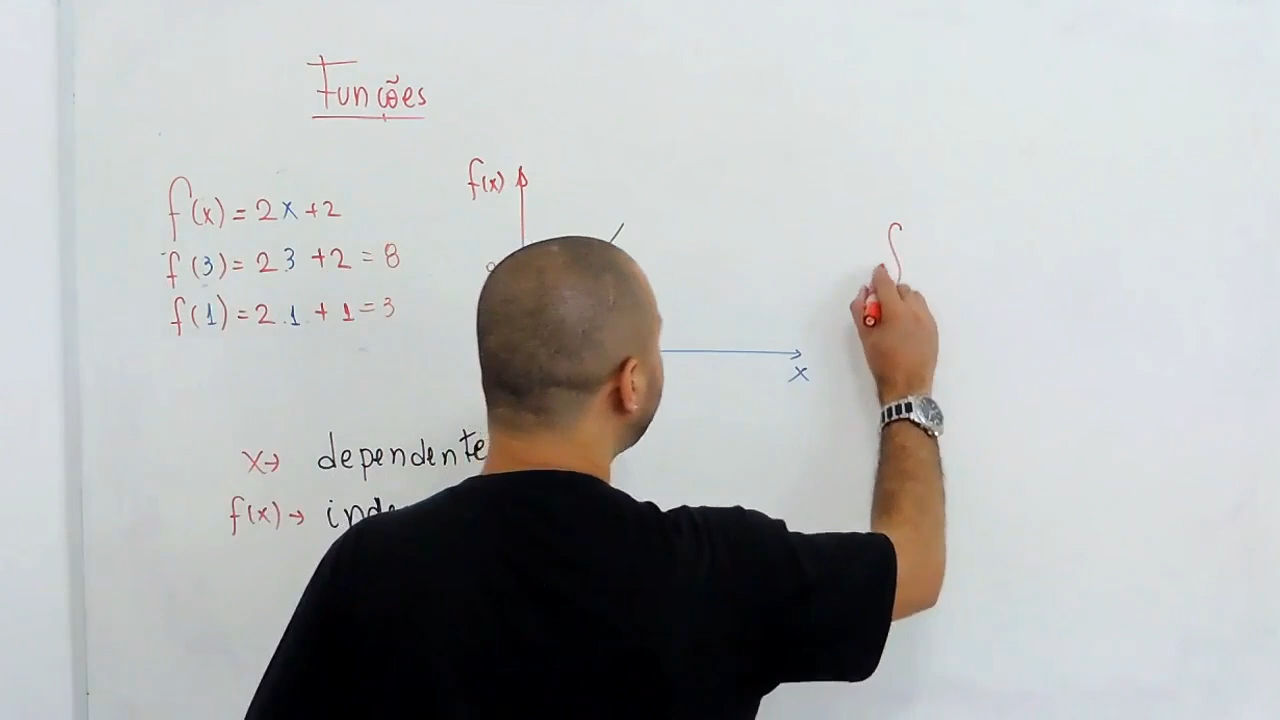 Funções
f(x) = 2x + 2
f(3) = 2 3 + 2 = 8
f(1) = 2.1 + 1 = 3
f(x)
x
x → dependente
f(x) →